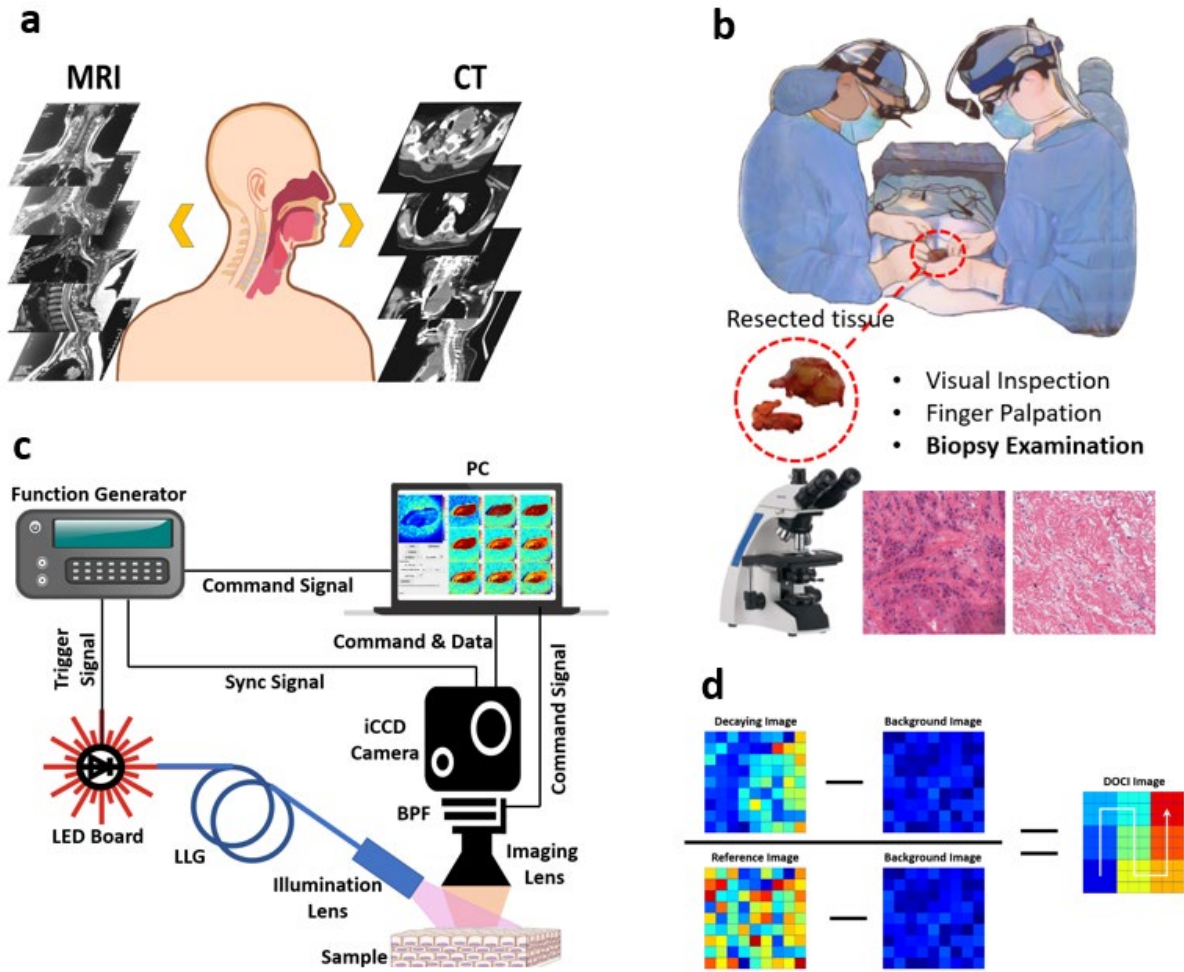 a
MRI
CT
b
Resected tissue
• Visual Inspection
• Finger Palpation
• Biopsy Examination
c
Function Generator
PC
Command Signal
Command & Data
Trigger
Signal
Sync Signal
Command Signal
iCCD
Camera
BPF
LED Board
LLG
Imaging
Lens
Illumination
Lens
Sample
d
Decaying Image
Background Image
DOCI Image
Reference Image
Background Image